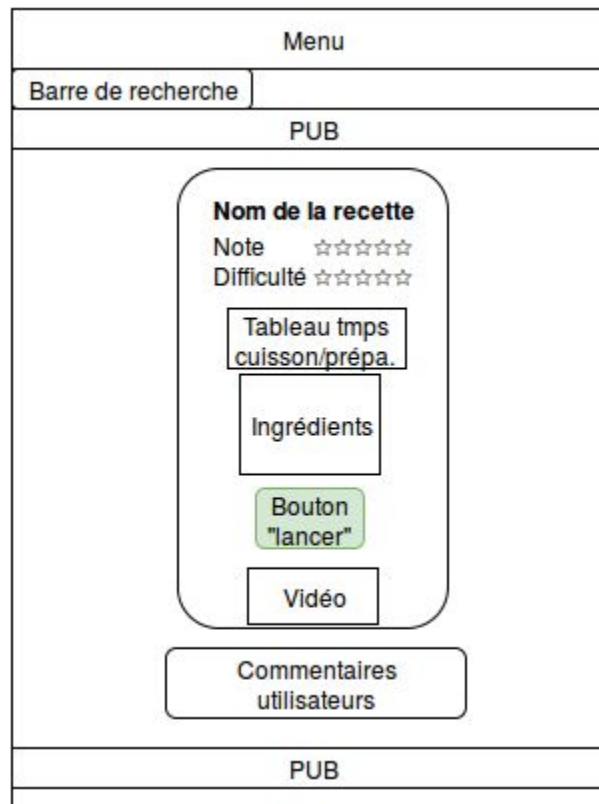 Menu
Barre de recherche
PUB
Nom de la recette
Note ☆☆☆☆☆
Difficulté ☆☆☆☆☆
Tableau tmps
cuisson/prépa.
Ingrédients
Bouton
"lancer"
Vidéo
Commentaires
utilisateurs
PUB